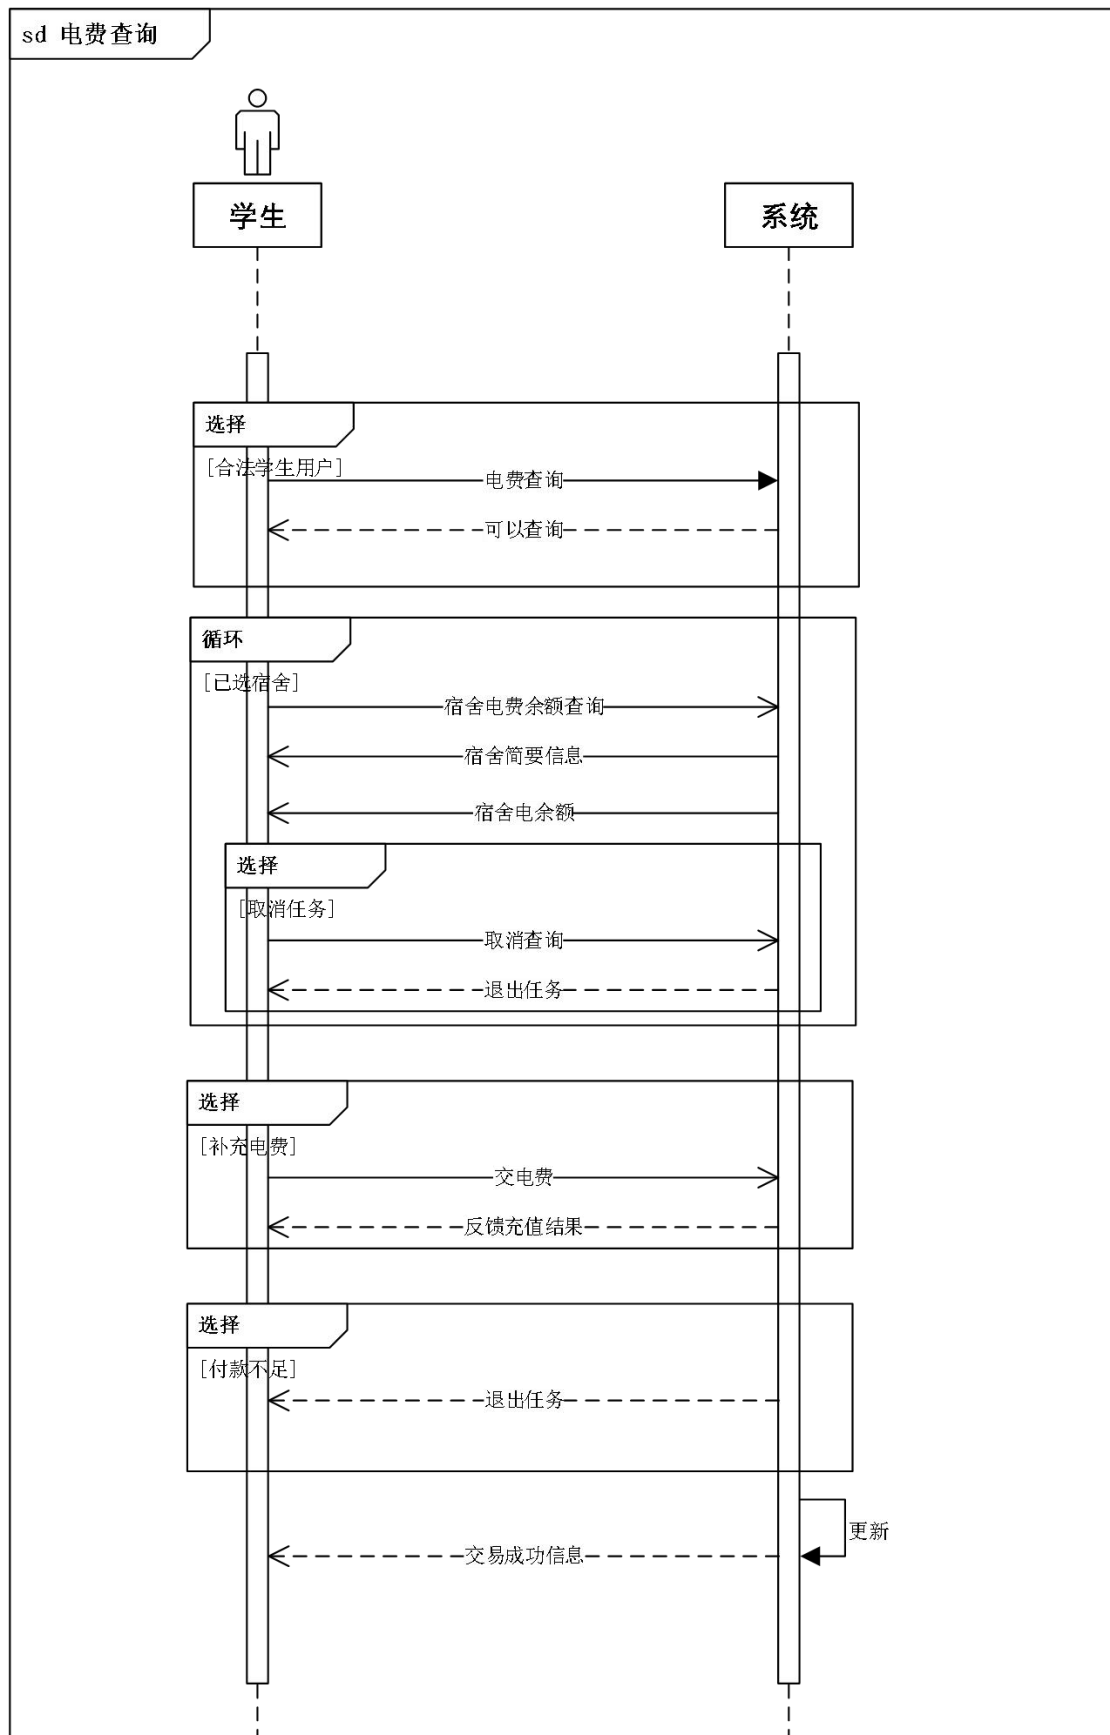 sd 电费查询
学生
系统
选择
[合法学生用户]
电费查询
可以查询
循环
[已选宿舍]
宿舍电费余额查询
宿舍简要信息
宿舍电余额
选择
[取消任务]
取消查询
退出任务
选择
[补充电费]
交电费
反馈充值结果
选择
[付款不足]
退出任务
更新
交易成功信息